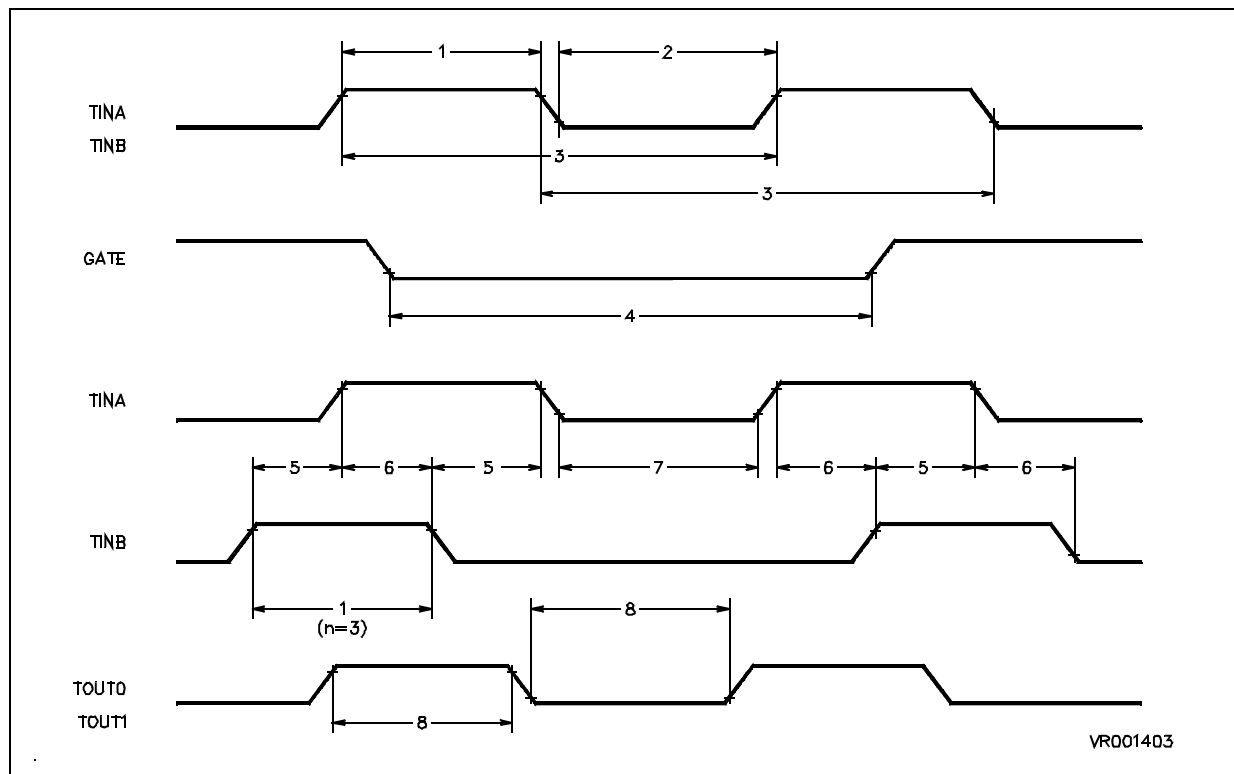 1
2
TINA
TINB
3
3
GATE
4
TINA
5 6 5 7 6 5 6
TINB
1
(n=3)
8
TOUT0
TOUT1
8
VR001403